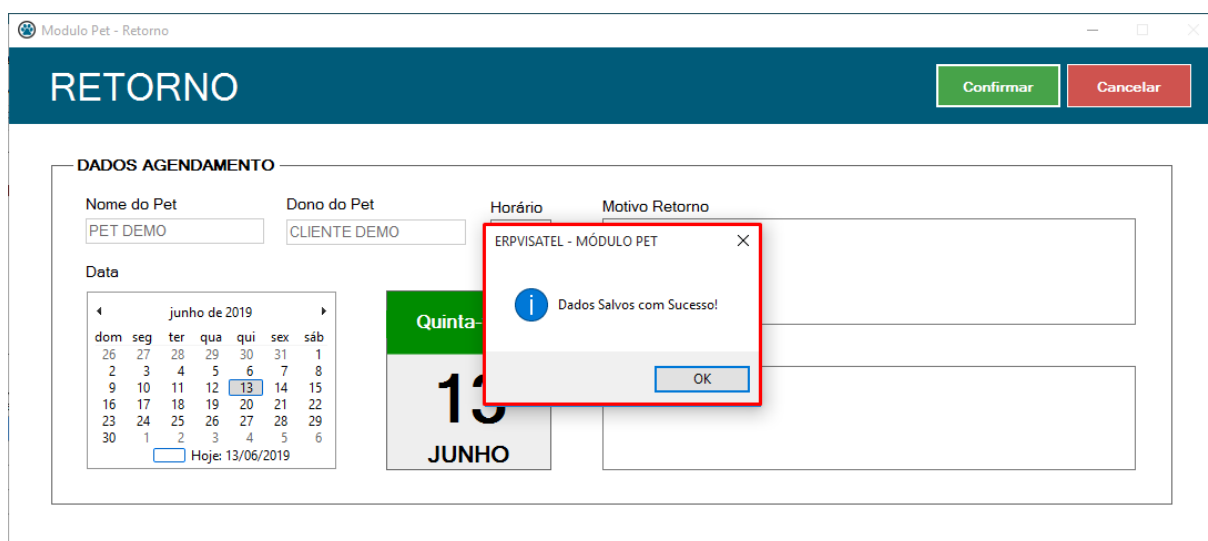 Modulo Pet - Retorno
RETORNO
Confirmar
Cancelar
DADOS AGENDAMENTO
Nome do Pet
Dono do Pet
Horário
Motivo Retorno
PET DEMO
CLIENTE DEMO
ERPVISATEL - MÓDULO PET
Dados Salvos com Sucesso!
OK
Data
junho de 2019
dom seg ter qua qui sex sáb
26 27 28 29 30 31 1
2 3 4 5 6 7 8
9 10 11 12 13 14 15
16 17 18 19 20 21 22
23 24 25 26 27 28 29
30 1 2 3 4 5 6
Hoje: 13/06/2019
Quinta-
13
JUNHO